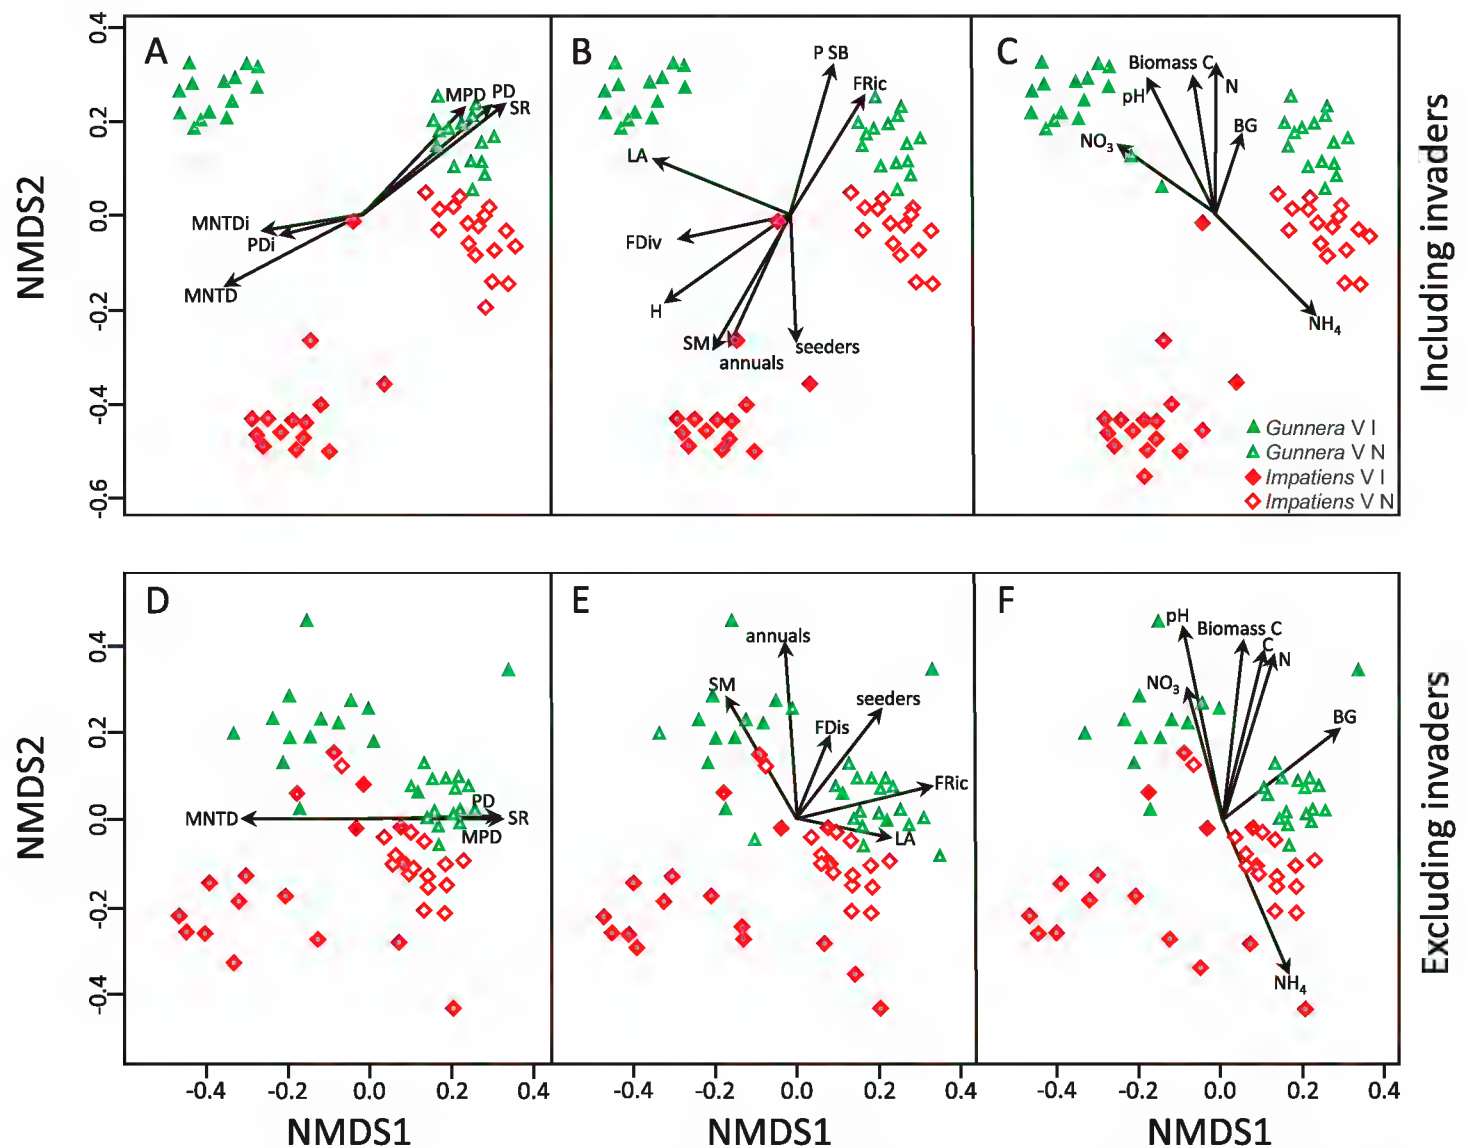 A
B
C
0.4
0.2
0.0
-0.2
-0.4
-0.6
NMDS2
MPD
PD
SR
MNTDi
PDi
MNTD
P SB
FRic
LA
FDiv
H
SM
annuals
seeders
Biomass C
N
pH
BG
NO3
NH4
Gunnera V I
Gunnera V N
Impatiens V I
Impatiens V N
Including invaders
D
E
F
0.4
0.2
0.0
-0.2
-0.4
NMDS2
MNTD
PD
SR
MPD
annuals
SM
seeders
FDis
FRic
LA
pH
Biomass C
C
N
NO3
BG
NH4
Excluding invaders
-0.4 -0.2 0.0 0.2 0.4
-0.4 -0.2 0.0 0.2 0.4
-0.4 -0.2 0.0 0.2 0.4
NMDS1
NMDS1
NMDS1